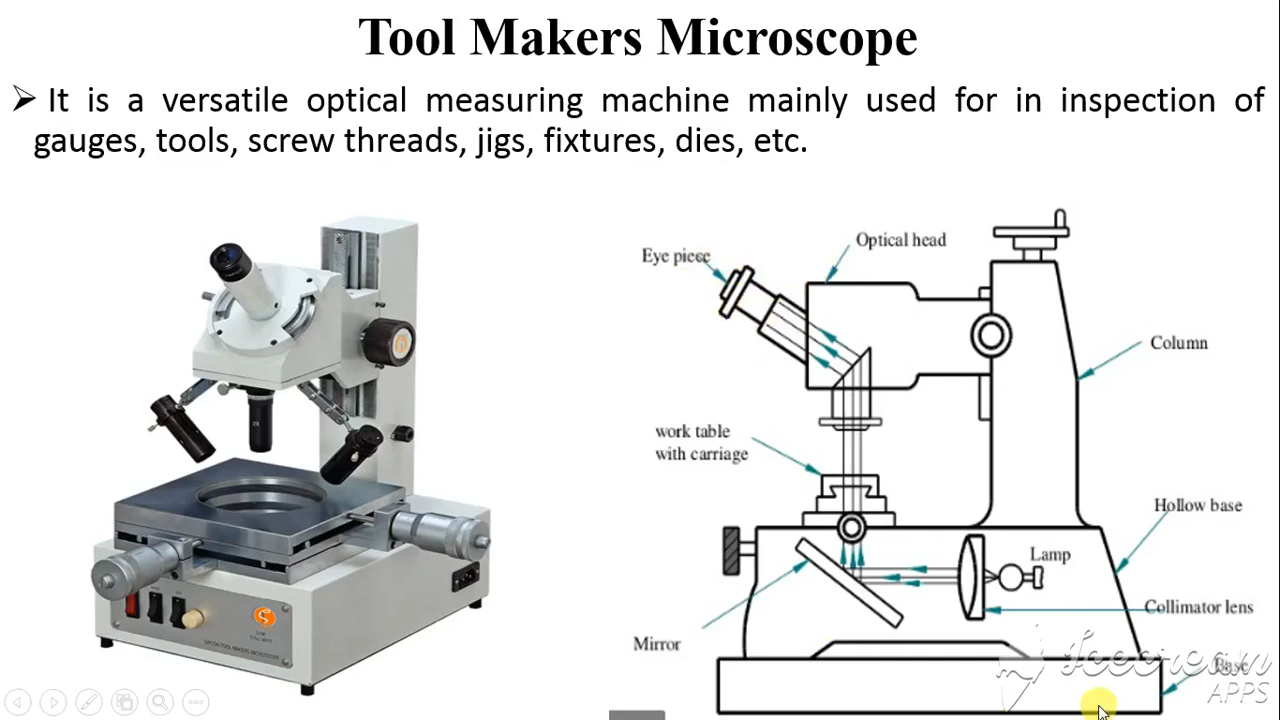 Tool Makers Microscope
➢ It is a versatile optical measuring machine mainly used for in inspection of
gauges, tools, screw threads, jigs, fixtures, dies, etc.
Optical head
Eye piece
Column
work table
with carriage
Hollow base
Lamp
Collimator lens
Mirror
Base
Icecream
APPS